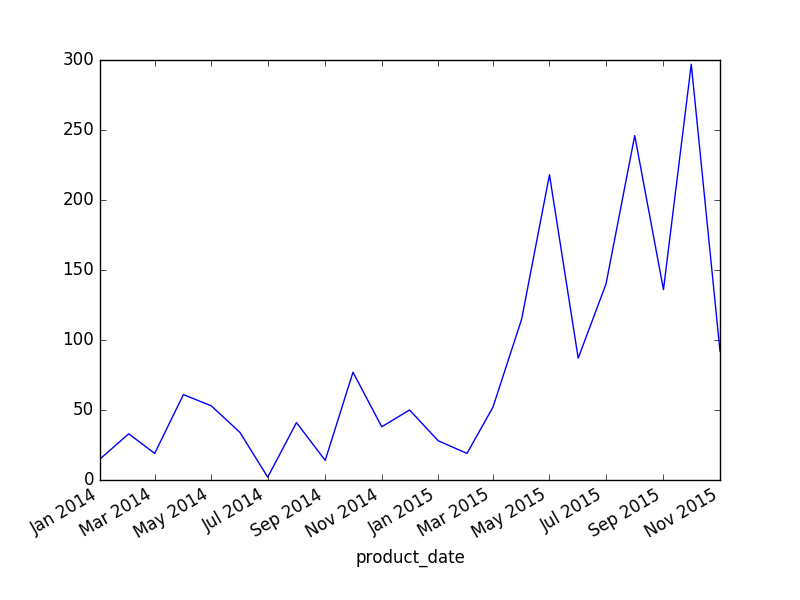 300
250
200
150
100
50
0
Jan 2014
Mar 2014
May 2014
Jul 2014
Sep 2014
Nov 2014
Jan 2015
Mar 2015
May 2015
Jul 2015
Sep 2015
Nov 2015
product_date